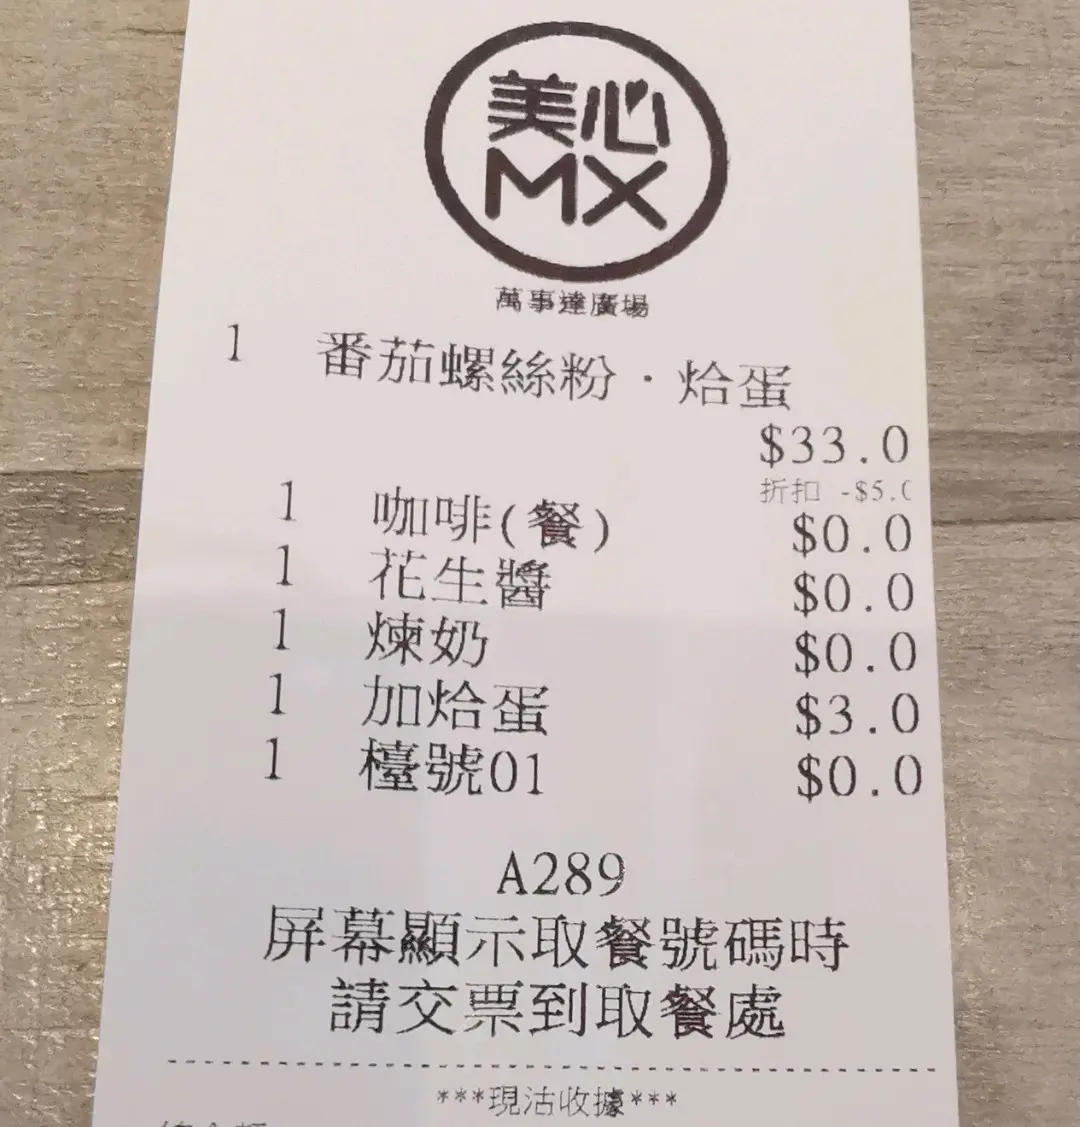 美心
MX
萬事達廣場
1 番茄螺絲粉·烚蛋
$33.0
折扣 -$5.0
1 咖啡(餐) $0.0
1 花生醬 $0.0
1 煉奶 $0.0
1 加烚蛋 $3.0
1 檯號01 $0.0
A289
屏幕顯示取餐號碼時
請交票到取餐處
***現沽收據***